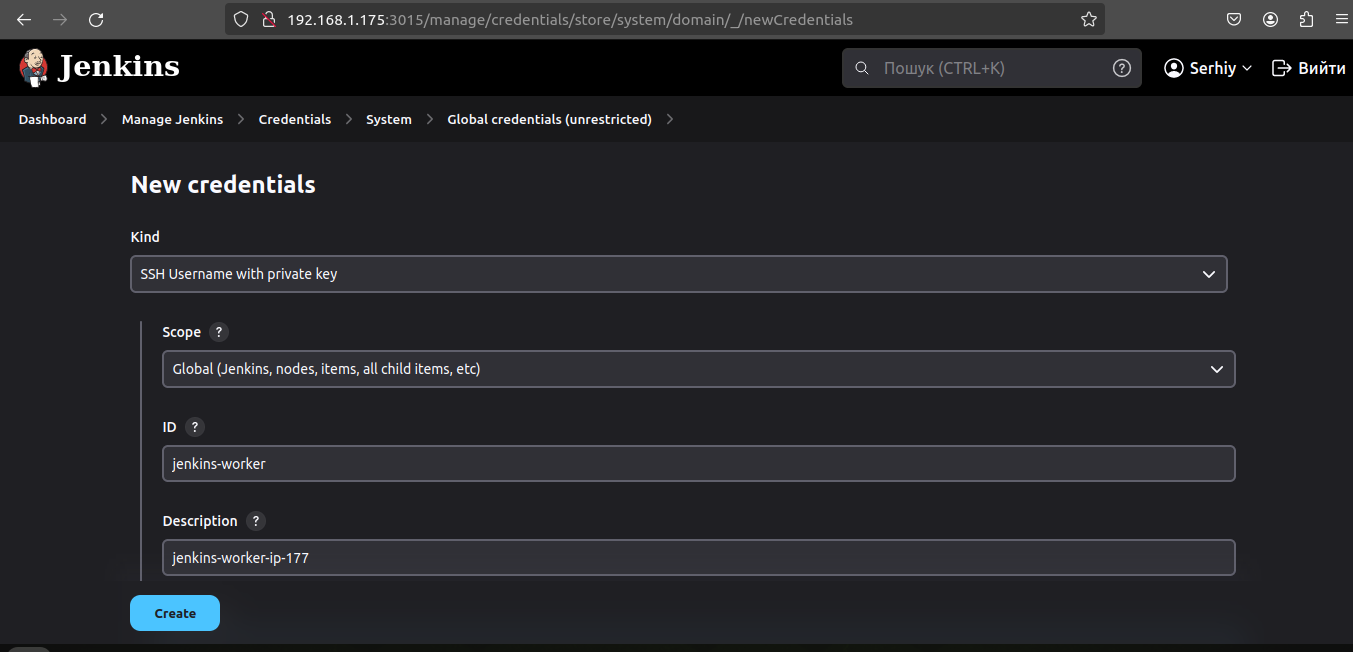 192.168.1.175:3015/manage/credentials/store/system/domain/_/newCredentials
Jenkins
Пошук (CTRL+K)
?
Serhiy
Вийти
Dashboard > Manage Jenkins > Credentials > System > Global credentials (unrestricted) >
New credentials
Kind
SSH Username with private key
Scope ?
Global (Jenkins, nodes, items, all child items, etc)
ID ?
jenkins-worker
Description ?
jenkins-worker-ip-177
Create